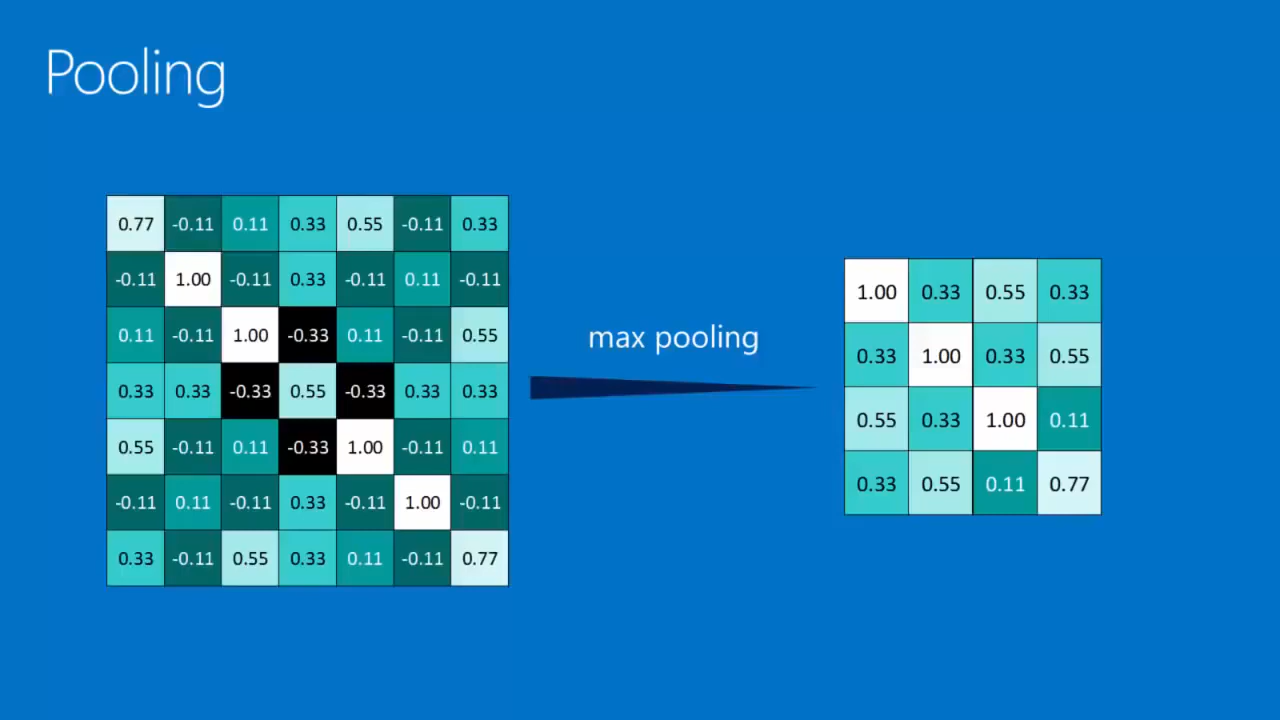 Pooling
0.77 -0.11 0.11 0.33 0.55 -0.11 0.33
-0.11 1.00 -0.11 0.33 -0.11 0.11 -0.11
0.11 -0.11 1.00 -0.33 0.11 -0.11 0.55
0.33 0.33 -0.33 0.55 -0.33 0.33 0.33
0.55 -0.11 0.11 -0.33 1.00 -0.11 0.11
-0.11 0.11 -0.11 0.33 -0.11 1.00 -0.11
0.33 -0.11 0.55 0.33 0.11 -0.11 0.77
max pooling
1.00 0.33 0.55 0.33
0.33 1.00 0.33 0.55
0.55 0.33 1.00 0.11
0.33 0.55 0.11 0.77